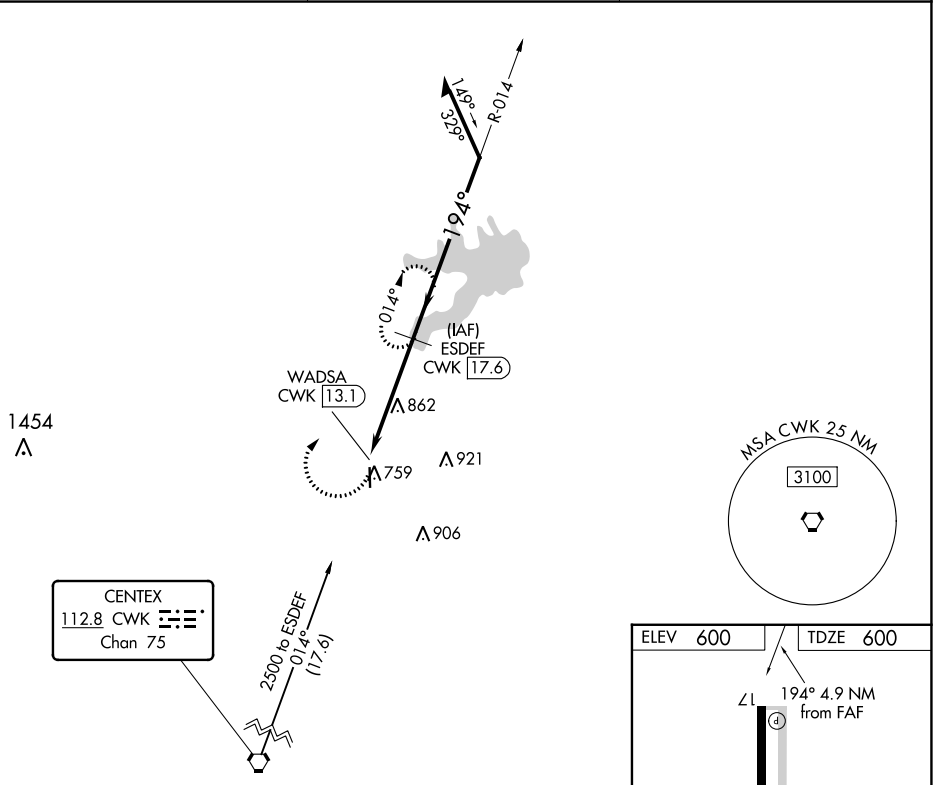 R-014
149°
329°
194°
014°
(IAF)
ESDEF
CWK 17.6
WADSA
CWK 13.1
862
1454
921
759
906
MSA CWK 25 NM
3100
CENTEX
112.8 CWK
Chan 75
2500 to ESDEF
014°
(17.6)
ELEV 600
TDZE 600
194° 4.9 NM
from FAF
17
P